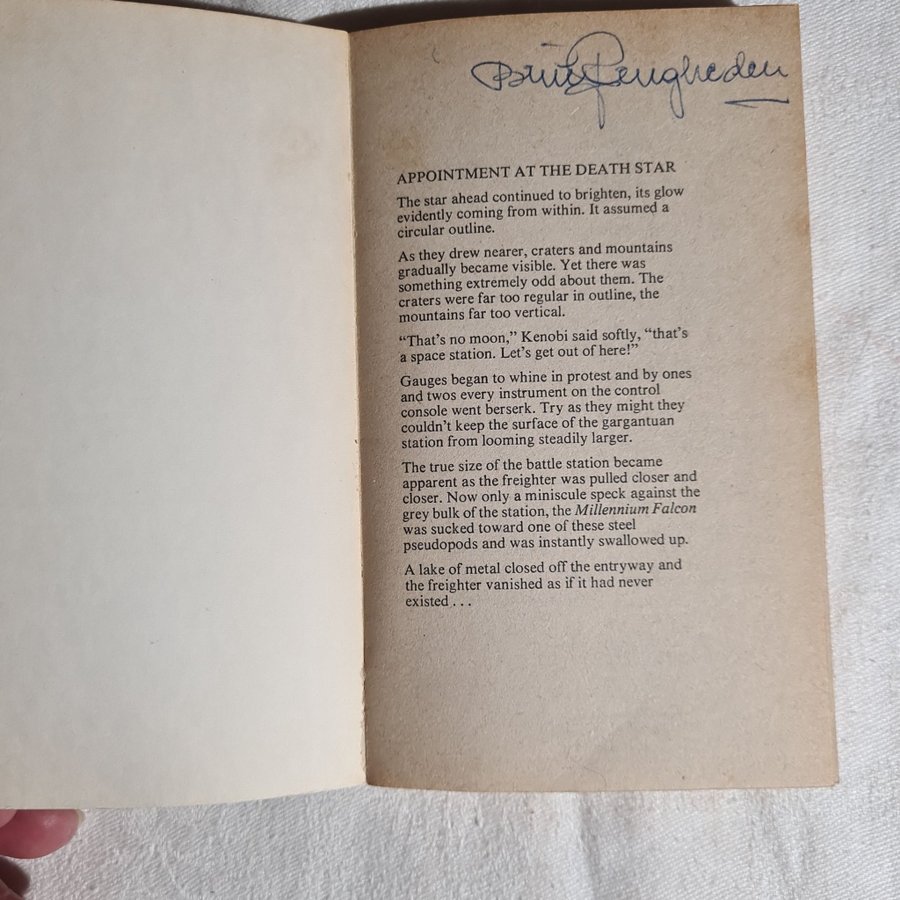 APPOINTMENT AT THE DEATH STAR
The star ahead continued to brighten, its glow
evidently coming from within. It assumed a
circular outline.
As they drew nearer, craters and mountains
gradually became visible. Yet there was
something extremely odd about them. The
craters were far too regular in outline, the
mountains far too vertical.
“That’s no moon,” Kenobi said softly, “that’s
a space station. Let’s get out of here!”
Gauges began to whine in protest and by ones
and twos every instrument on the control
console went berserk. Try as they might they
couldn’t keep the surface of the gargantuan
station from looming steadily larger.
The true size of the battle station became
apparent as the freighter was pulled closer and
closer. Now only a miniscule speck against the
grey bulk of the station, the Millennium Falcon
was sucked toward one of these steel
pseudopods and was instantly swallowed up.
A lake of metal closed off the entryway and
the freighter vanished as if it had never
existed . . .